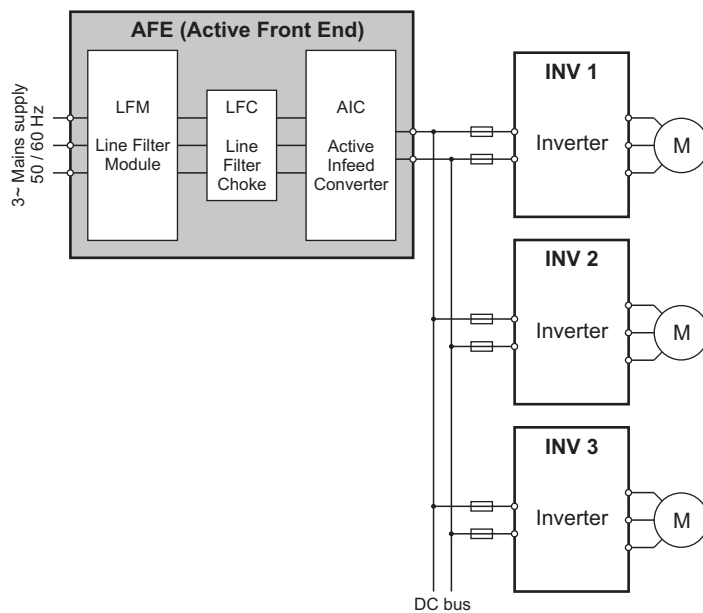 AFE (Active Front End)
3~ Mains supply
50 / 60 Hz
LFM
Line Filter
Module
LFC
Line
Filter
Choke
AIC
Active
Infeed
Converter
INV 1
Inverter
M
INV 2
Inverter
M
INV 3
Inverter
M
DC bus